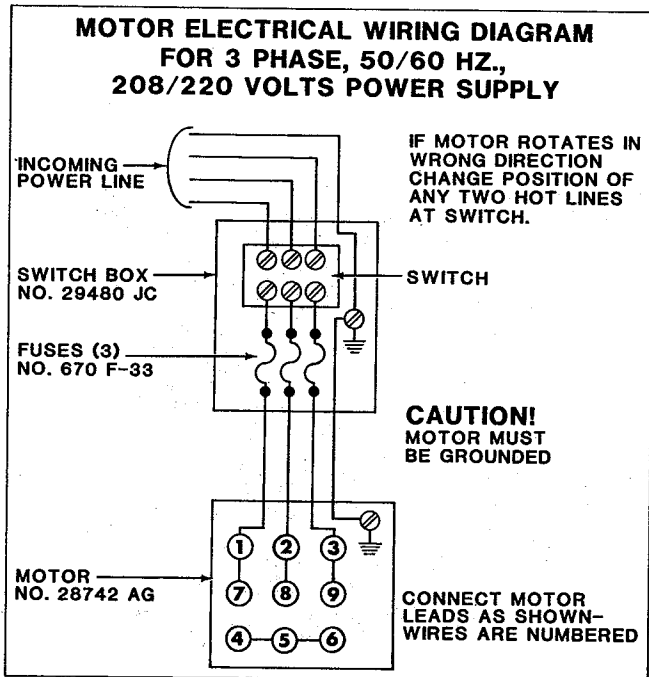 MOTOR ELECTRICAL WIRING DIAGRAM
FOR 3 PHASE, 50/60 HZ.,
208/220 VOLTS POWER SUPPLY
INCOMING
POWER LINE
IF MOTOR ROTATES IN
WRONG DIRECTION
CHANGE POSITION OF
ANY TWO HOT LINES
AT SWITCH.
SWITCH BOX
NO. 29480 JC
SWITCH
FUSES (3)
NO. 670 F-33
CAUTION!
MOTOR MUST
BE GROUNDED
1 2 3
7 8 9
4 5 6
MOTOR
NO. 28742 AG
CONNECT MOTOR
LEADS AS SHOWN-
WIRES ARE NUMBERED